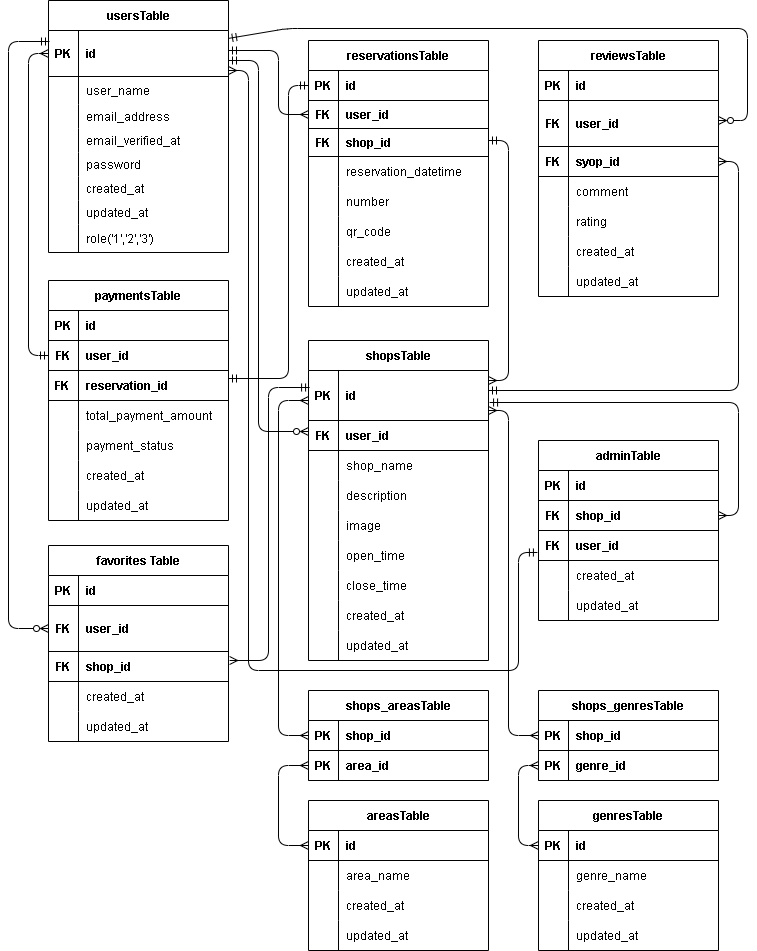 usersTable
PK id
user_name
email_address
email_verified_at
password
created_at
updated_at
role('1','2','3')
reservationsTable
PK id
FK user_id
FK shop_id
reservation_datetime
number
qr_code
created_at
updated_at
reviewsTable
PK id
FK user_id
FK syop_id
comment
rating
created_at
updated_at
paymentsTable
PK id
FK user_id
FK reservation_id
total_payment_amount
payment_status
created_at
updated_at
shopsTable
PK id
FK user_id
shop_name
description
image
open_time
close_time
created_at
updated_at
adminTable
PK id
FK shop_id
FK user_id
created_at
updated_at
favorites Table
PK id
FK user_id
FK shop_id
created_at
updated_at
shops_areasTable
PK shop_id
PK area_id
shops_genresTable
PK shop_id
PK genre_id
areasTable
PK id
area_name
created_at
updated_at
genresTable
PK id
genre_name
created_at
updated_at